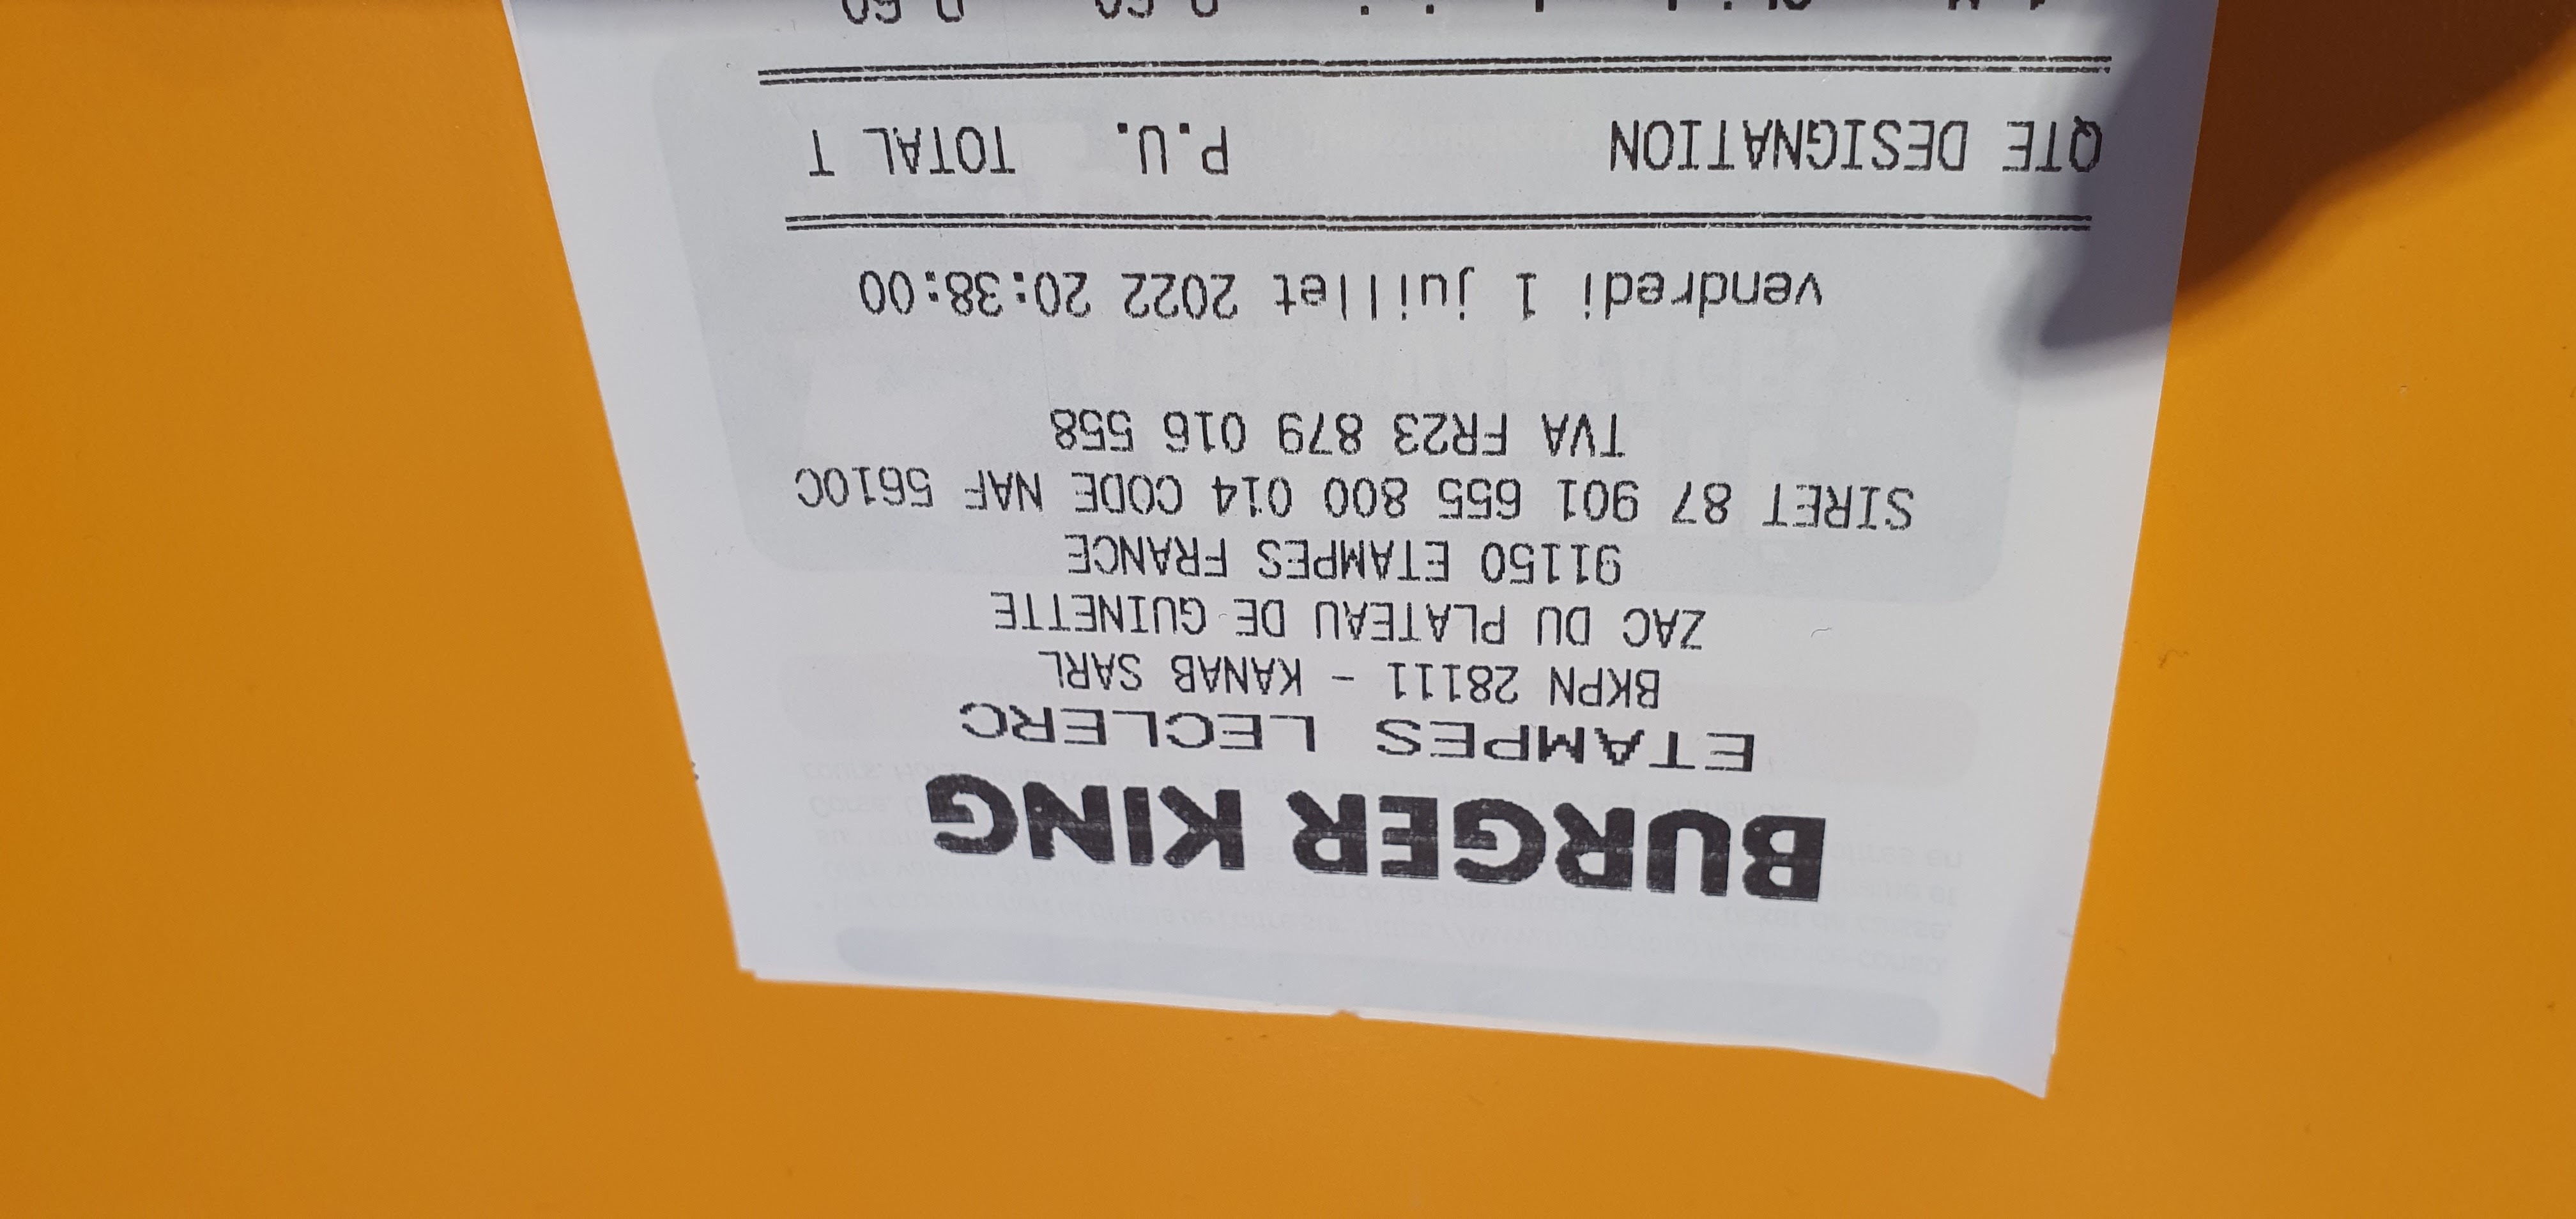 BURGER KING
ETAMPES LECLERC
BKPN 28111 - KANAB SARL
ZAC DU PLATEAU DE GUINETTE
91150 ETAMPES FRANCE
SIRET 87 901 655 800 014 CODE NAF 5610C
TVA FR23 879 016 558
vendredi 1 juillet 2022 20:38:00
QTE DESIGNATION P.U. TOTAL T